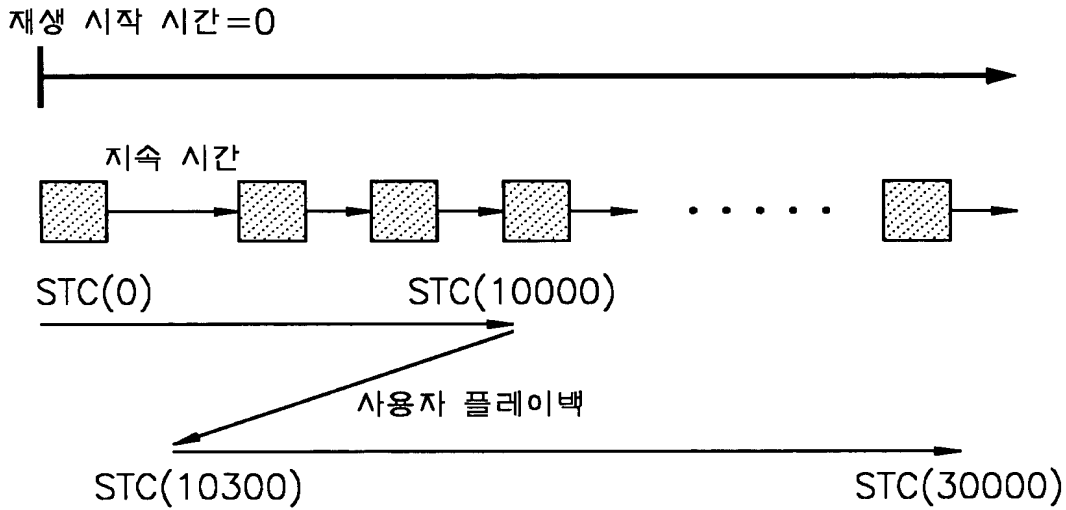 재생 시작 시간=0
지속 시간
STC(0)
STC(10000)
사용자 플레이백
STC(10300)
STC(30000)